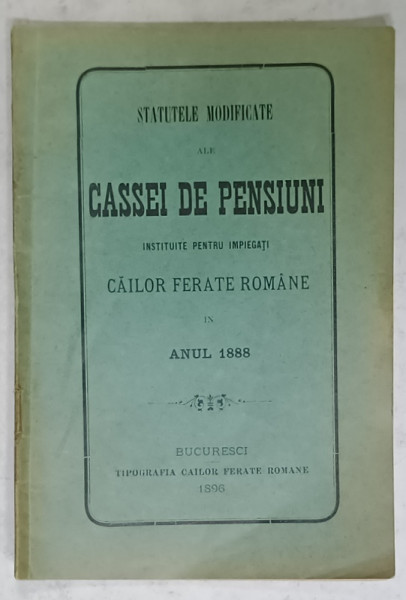 STATUTELE MODIFICATE
ALE
CASSEI DE PENSIUNI
INSTITUITE PENTRU IMPIEGAȚI
CĂILOR FERATE ROMÂNE
ÎN
ANUL 1888
BUCURESCI
TIPOGRAFIA CAILOR FERATE ROMANE
1896